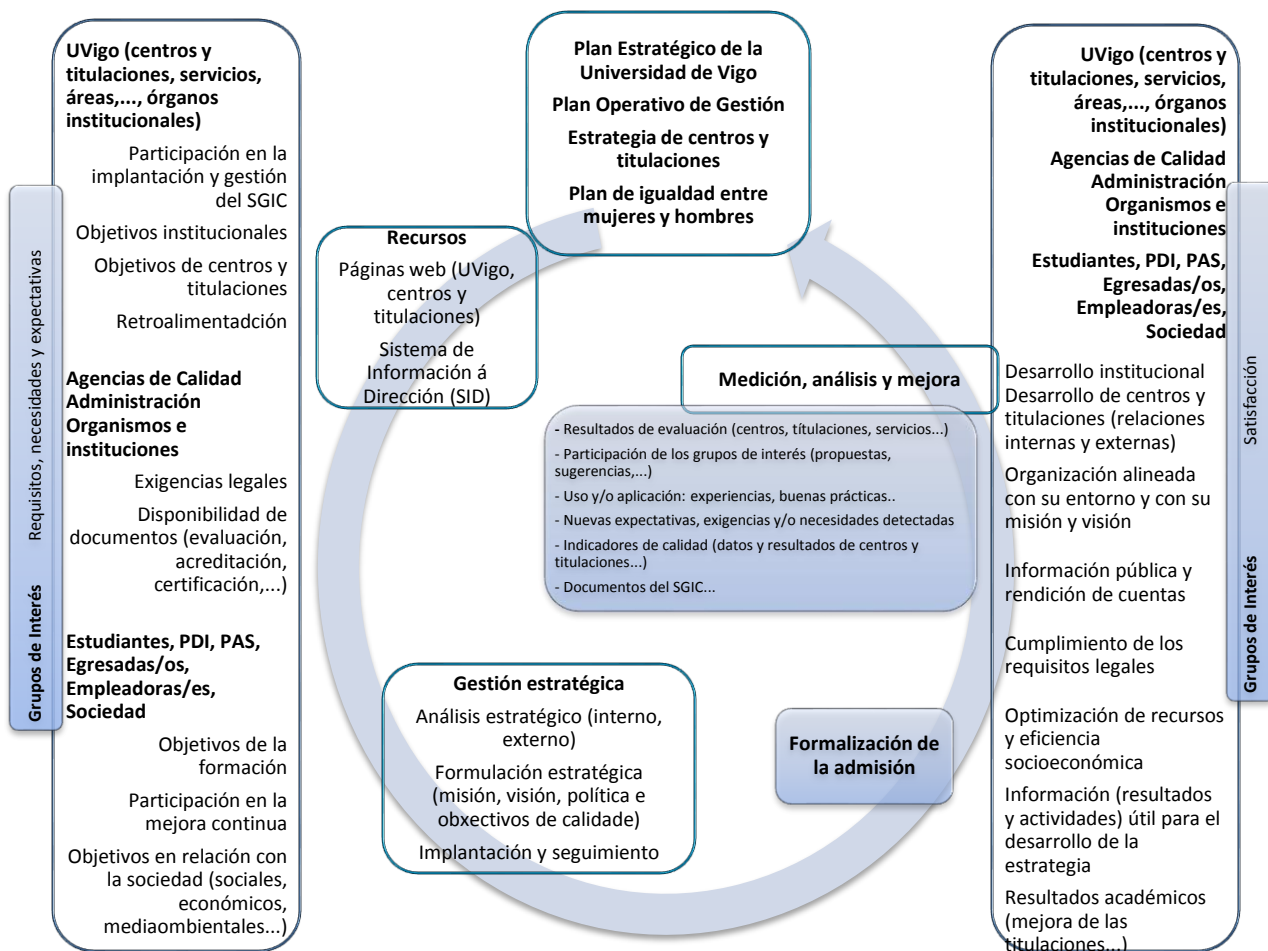 UVigo (centros y
titulaciones, servicios,
áreas,..., órganos
institucionales)
Participación en la
implantación y gestión
del SGIC
Objetivos institucionales
Objetivos de centros y
titulaciones
Retroalimentadción
Agencias de Calidad
Administración
Organismos e
instituciones
Exigencias legales
Disponibilidad de
documentos (evaluación,
acreditación,
certificación,...)
Estudiantes, PDI, PAS,
Egresadas/os,
Empleadoras/es,
Sociedad
Objetivos de la
formación
Participación en la
mejora continua
Objetivos en relación con
la sociedad (sociales,
económicos,
mediaombientales...)
Grupos de Interés Requisitos, necesidades y expectativas
Plan Estratégico de la
Universidad de Vigo
Plan Operativo de Gestión
Estrategia de centros y
titulaciones
Plan de igualdad entre
mujeres y hombres
Recursos
Páginas web (UVigo,
centros y
titulaciones)
Sistema de
Información á
Dirección (SID)
Medición, análisis y mejora
- Resultados de evaluación (centros, títulaciones, servicios...)
- Participación de los grupos de interés (propuestas,
sugerencias,...)
- Uso y/o aplicación: experiencias, buenas prácticas..
- Nuevas expectativas, exigencias y/o necesidades detectadas
- Indicadores de calidad (datos y resultados de centros y
titulaciones...)
- Documentos del SGIC...
Gestión estratégica
Análisis estratégico (interno,
externo)
Formulación estratégica
(misión, visión, política e
obxectivos de calidade)
Implantación y seguimiento
Formalización de
la admisión
UVigo (centros y
titulaciones, servicios,
áreas,..., órganos
institucionales)
Agencias de Calidad
Administración
Organismos e
instituciones
Estudiantes, PDI, PAS,
Egresadas/os,
Empleadoras/es,
Sociedad
Desarrollo institucional
Desarrollo de centros y
titulaciones (relaciones
internas y externas)
Organización alineada
con su entorno y con su
misión y visión
Información pública y
rendición de cuentas
Cumplimiento de los
requisitos legales
Optimización de recursos
y eficiencia
socioeconómica
Información (resultados
y actividades) útil para el
desarrollo de la
estrategia
Resultados académicos
(mejora de las
titulaciones...)
Grupos de Interés Satisfacción